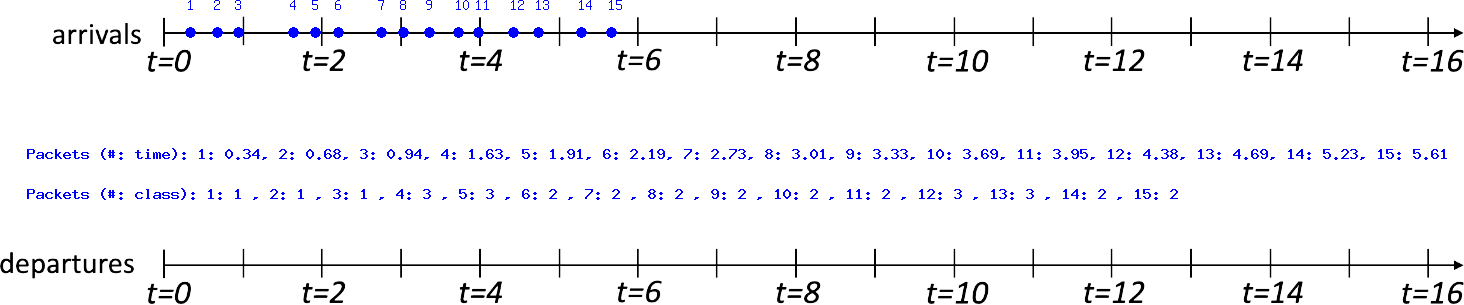 1 2 3 4 5 6 7 8 9 10 11 12 13 14 15
arrivals
t=0 t=2 t=4 t=6 t=8 t=10 t=12 t=14 t=16
Packets (#: time): 1: 0.34, 2: 0.68, 3: 0.94, 4: 1.63, 5: 1.91, 6: 2.19, 7: 2.73, 8: 3.01, 9: 3.33, 10: 3.69, 11: 3.95, 12: 4.38, 13: 4.69, 14: 5.23, 15: 5.61
Packets (#: class): 1: 1 , 2: 1 , 3: 1 , 4: 3 , 5: 3 , 6: 2 , 7: 2 , 8: 2 , 9: 2 , 10: 2 , 11: 2 , 12: 3 , 13: 3 , 14: 2 , 15: 2
departures
t=0 t=2 t=4 t=6 t=8 t=10 t=12 t=14 t=16